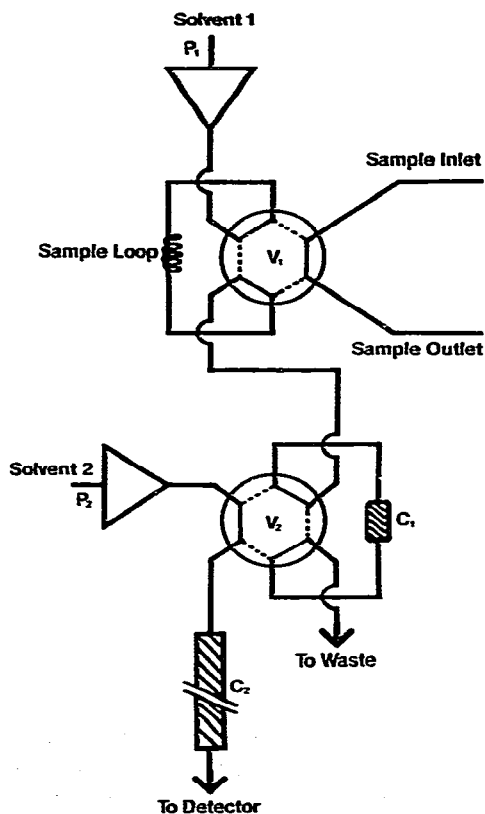 Solvent 1
P₁
Sample Inlet
Sample Loop
V₁
Sample Outlet
Solvent 2
P₂
V₂
C₁
To Waste
C₂
To Detector